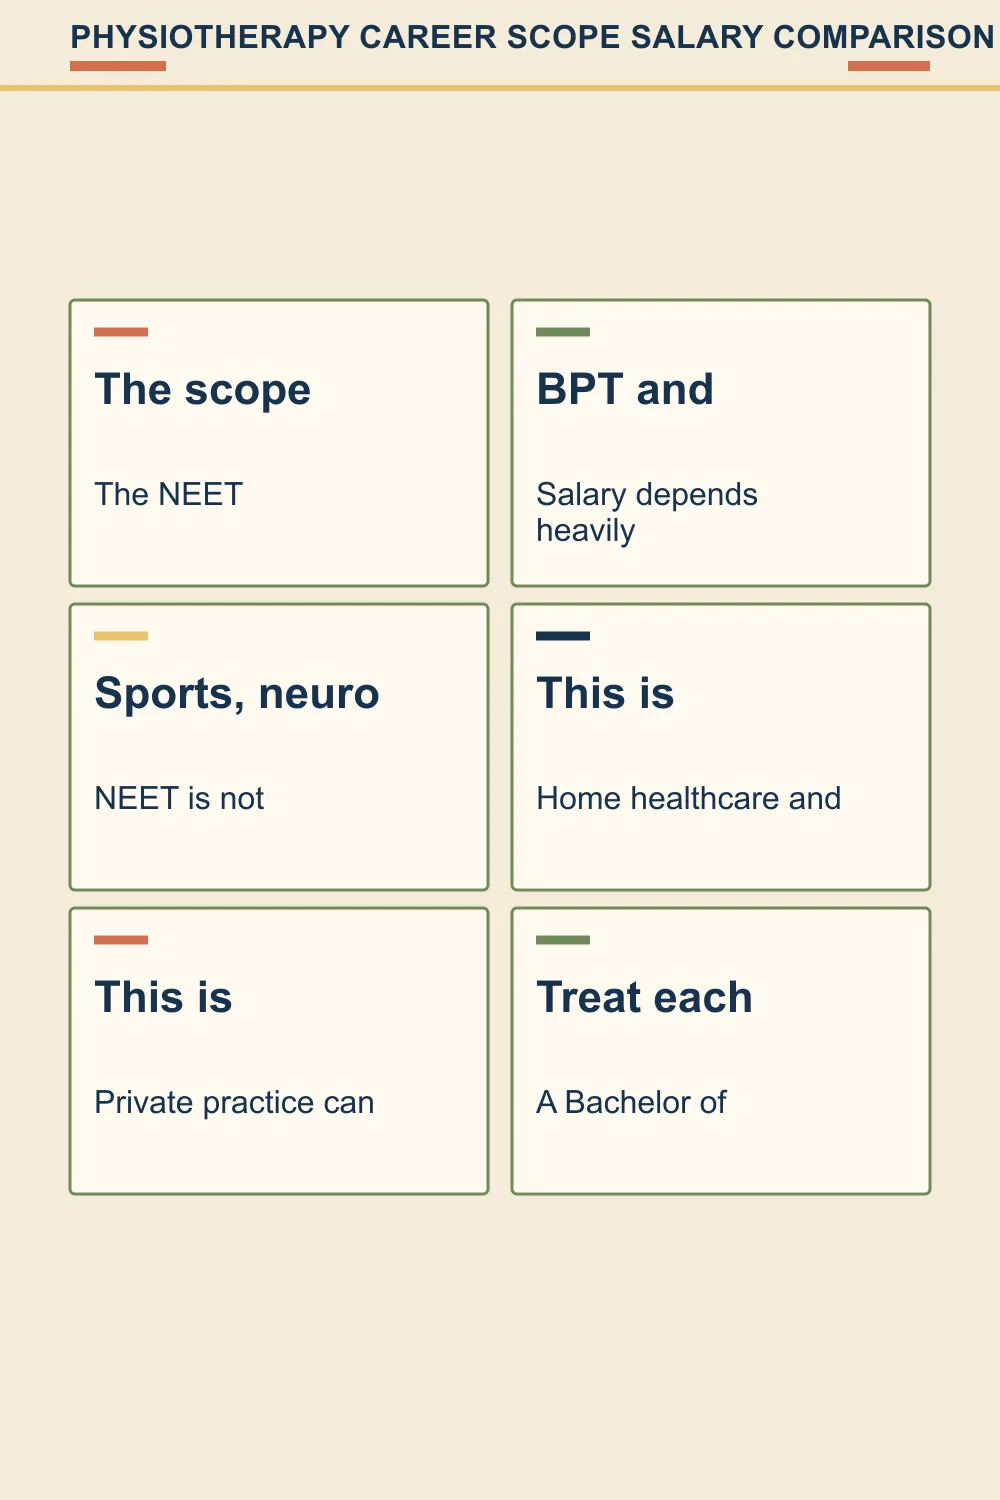 PHYSIOTHERAPY CAREER SCOPE SALARY COMPARISON
The scope
The NEET
BPT and
Salary depends
heavily
Sports, neuro
NEET is not
This is
Home healthcare and
This is
Private practice can
Treat each
A Bachelor of